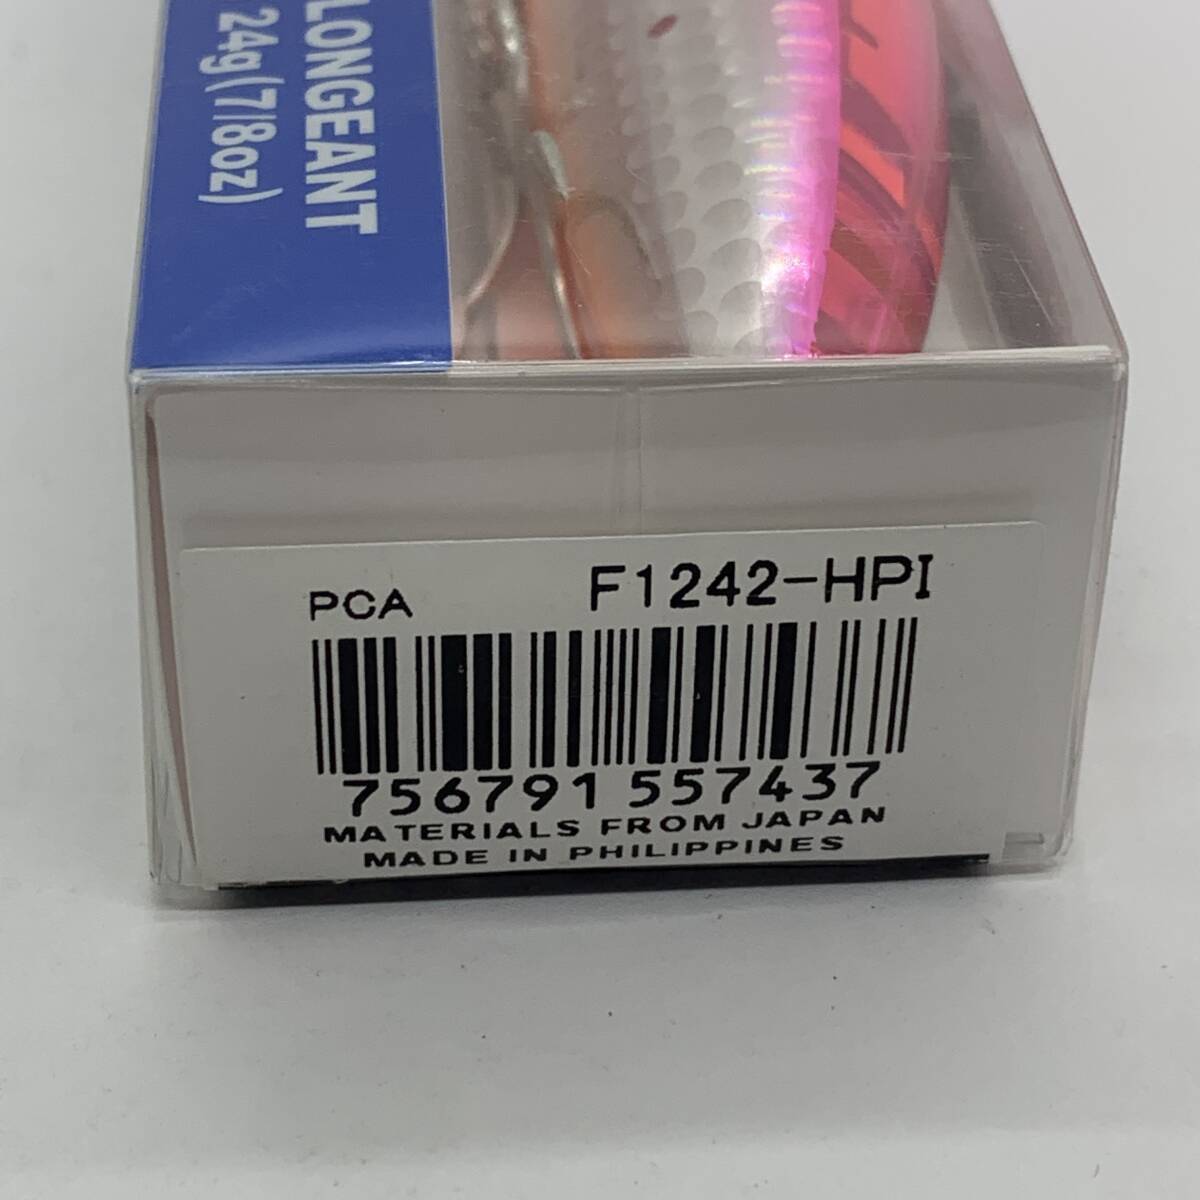 LONGEANT
24g(7/8oz)
PCA F1242-HPI
756791 557437
MATERIALS FROM JAPAN
MADE IN PHILIPPINES